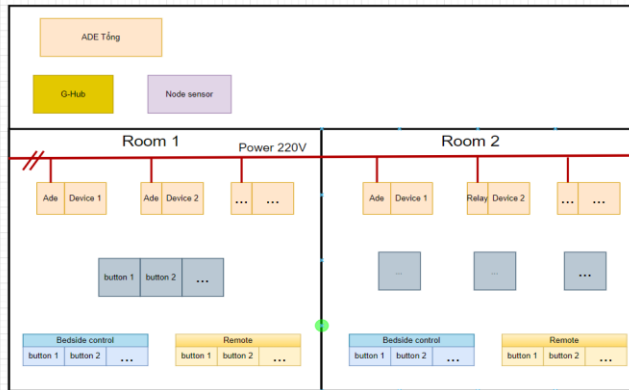 ADE Tổng
G-Hub
Node sensor
Room 1
Power 220V
Room 2
Ade Device 1
Ade Device 2
... ...
Ade Device 1
Relay Device 2
... ...
button 1 button 2 ...
...
Bedside control
button 1 button 2 ...
Remote
button 1 button 2 ...
Bedside control
button 1 button 2 ...
Remote
button 1 button 2 ...